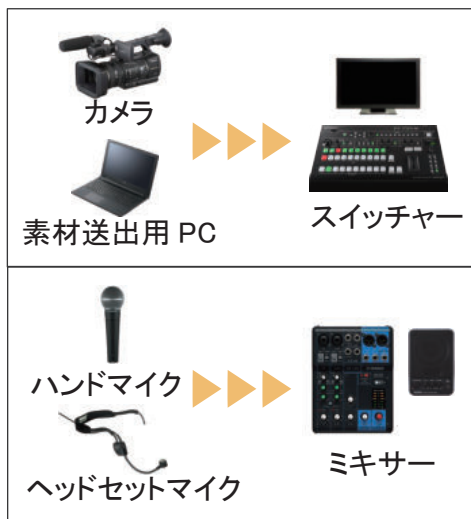 カメラ
素材送出用 PC
スイッチャー
ハンドマイク
ヘッドセットマイク
ミキサー